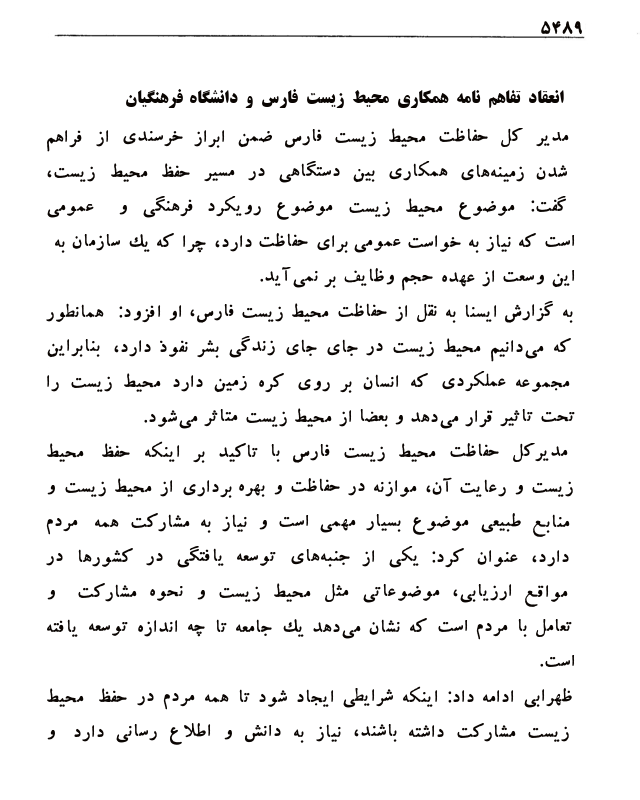 ۵۴۸۹
انعقاد تفاهم نامه همکاری محیط زیست فارس و دانشگاه فرهنگیان
مدیر کل حفاظت محیط زیست فارس ضمن ابراز خرسندی از فراهم
شدن زمینه‌های همکاری بین دستگاهی در مسیر حفظ محیط زیست،
گفت: موضوع محیط زیست موضوع رویکرد فرهنگی و عمومی
است که نیاز به خواست عمومی برای حفاظت دارد، چرا که یك سازمان به
این وسعت از عهده حجم وظایف بر نمی‌آید.
به گزارش ایسنا به نقل از حفاظت محیط زیست فارس، او افزود: همانطور
که می‌دانیم محیط زیست در جای جای زندگی بشر نفوذ دارد، بنابراین
مجموعه عملکردی که انسان بر روی کره زمین دارد محیط زیست را
تحت تاثیر قرار می‌دهد و بعضا از محیط زیست متاثر می‌شود.
مدیرکل حفاظت محیط زیست فارس با تاکید بر اینکه حفظ محیط
زیست و رعایت آن، موازنه در حفاظت و بهره برداری از محیط زیست و
منابع طبیعی موضوع بسیار مهمی است و نیاز به مشارکت همه مردم
دارد، عنوان کرد: یکی از جنبه‌های توسعه یافتگی در کشورها در
مواقع ارزیابی، موضوعاتی مثل محیط زیست و نحوه مشارکت و
تعامل با مردم است که نشان می‌دهد یك جامعه تا چه اندازه توسعه یافته
است.
ظهرابی ادامه داد: اینکه شرایطی ایجاد شود تا همه مردم در حفظ محیط
زیست مشارکت داشته باشند، نیاز به دانش و اطلاع رسانی دارد و